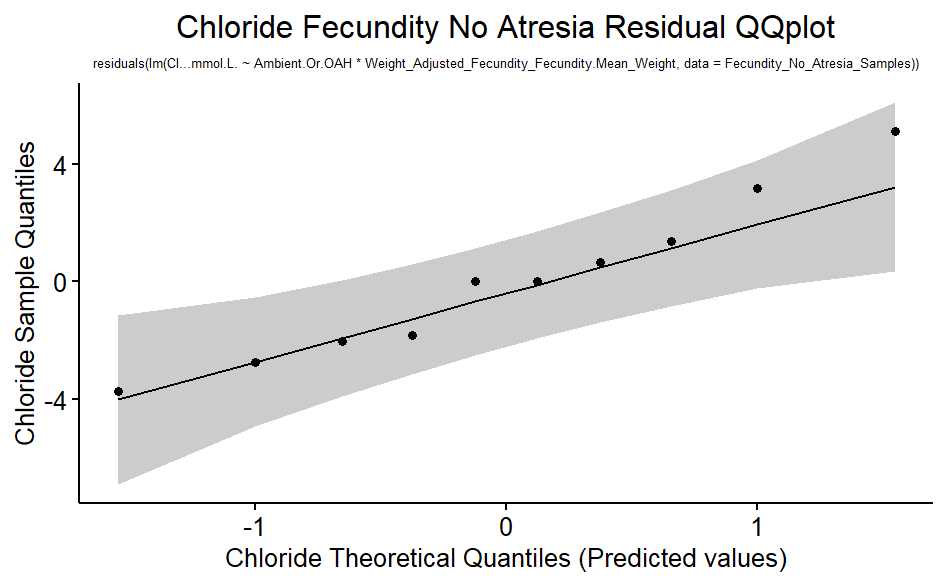 Chloride Fecundity No Atresia Residual QQplot
residuals(lm(Cl...mmol.L. ~ Ambient.Or.OAH * Weight_Adjusted_Fecundity_Fecundity.Mean_Weight, data = Fecundity_No_Atresia_Samples))
Chloride Sample Quantiles
4
0
-4
-1
0
1
Chloride Theoretical Quantiles (Predicted values)